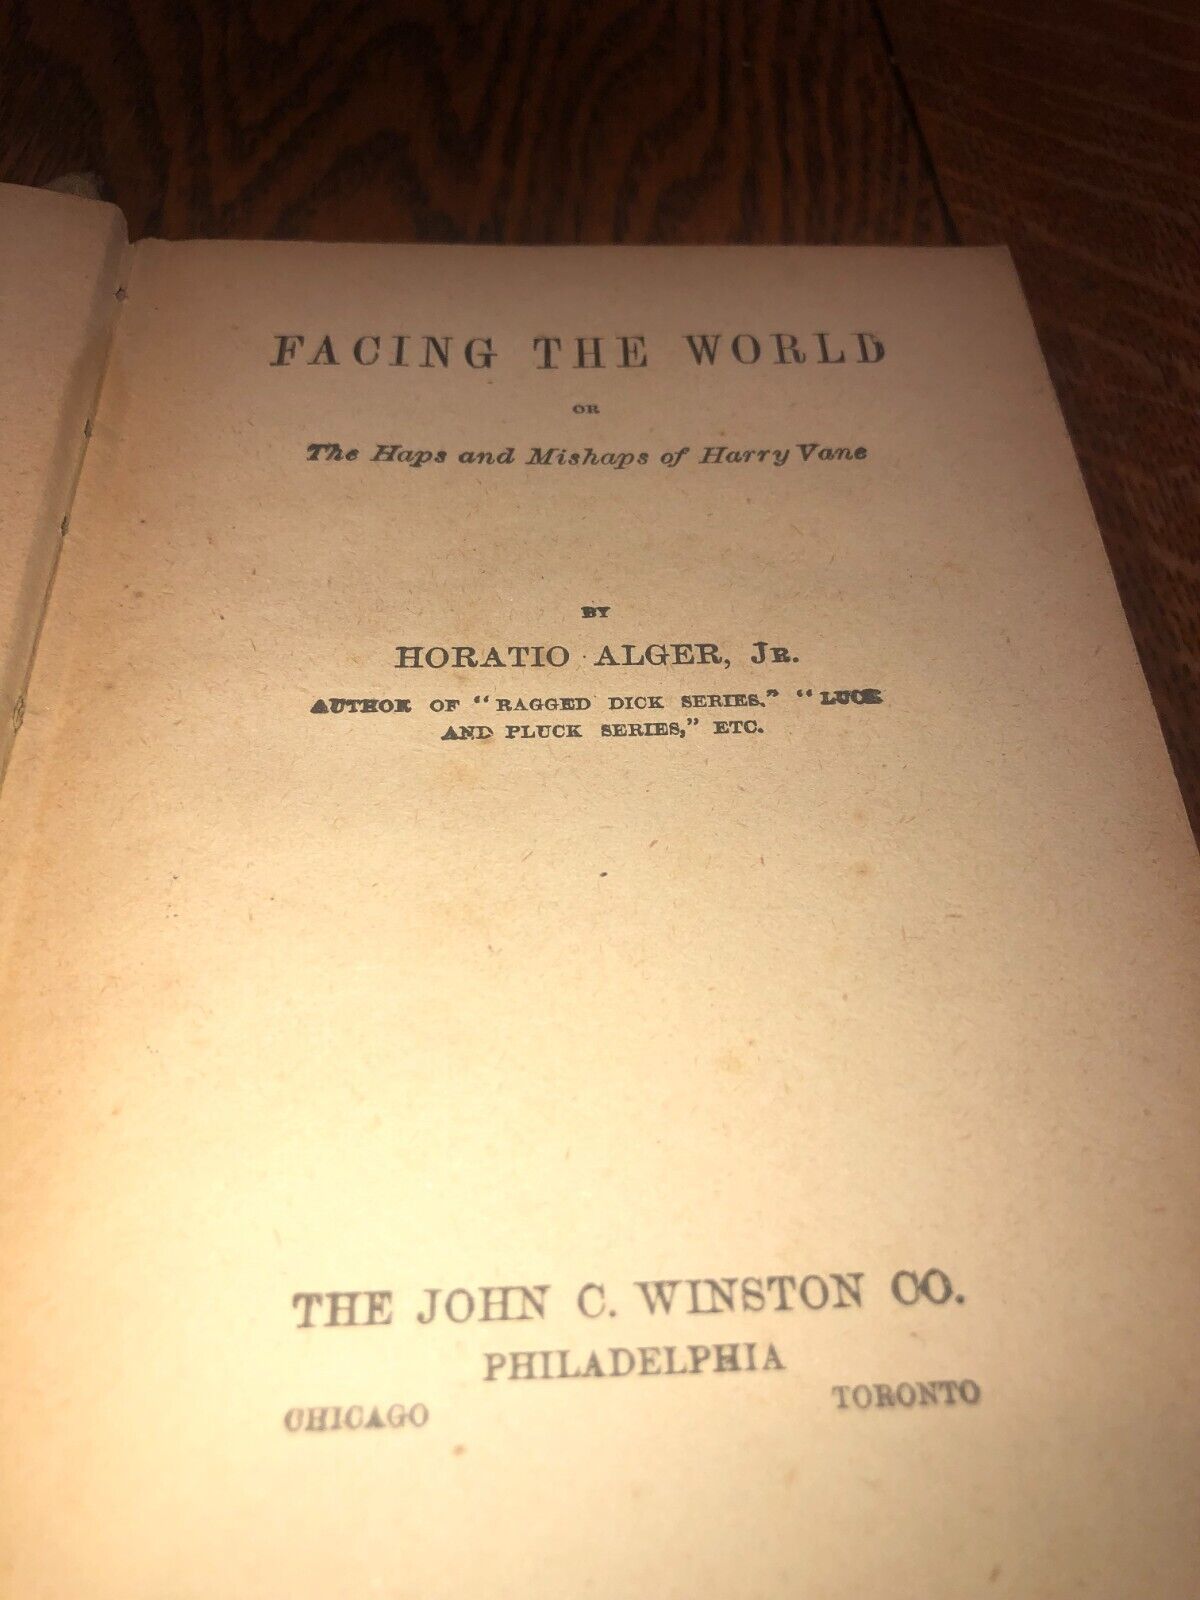 FACING THE WORLD
OR
The Haps and Mishaps of Harry Vane
BY
HORATIO ALGER, JR.
AUTHOR OF "RAGGED DICK SERIES," "LUCK
AND PLUCK SERIES," ETC.
THE JOHN C. WINSTON CO.
PHILADELPHIA
CHICAGO TORONTO